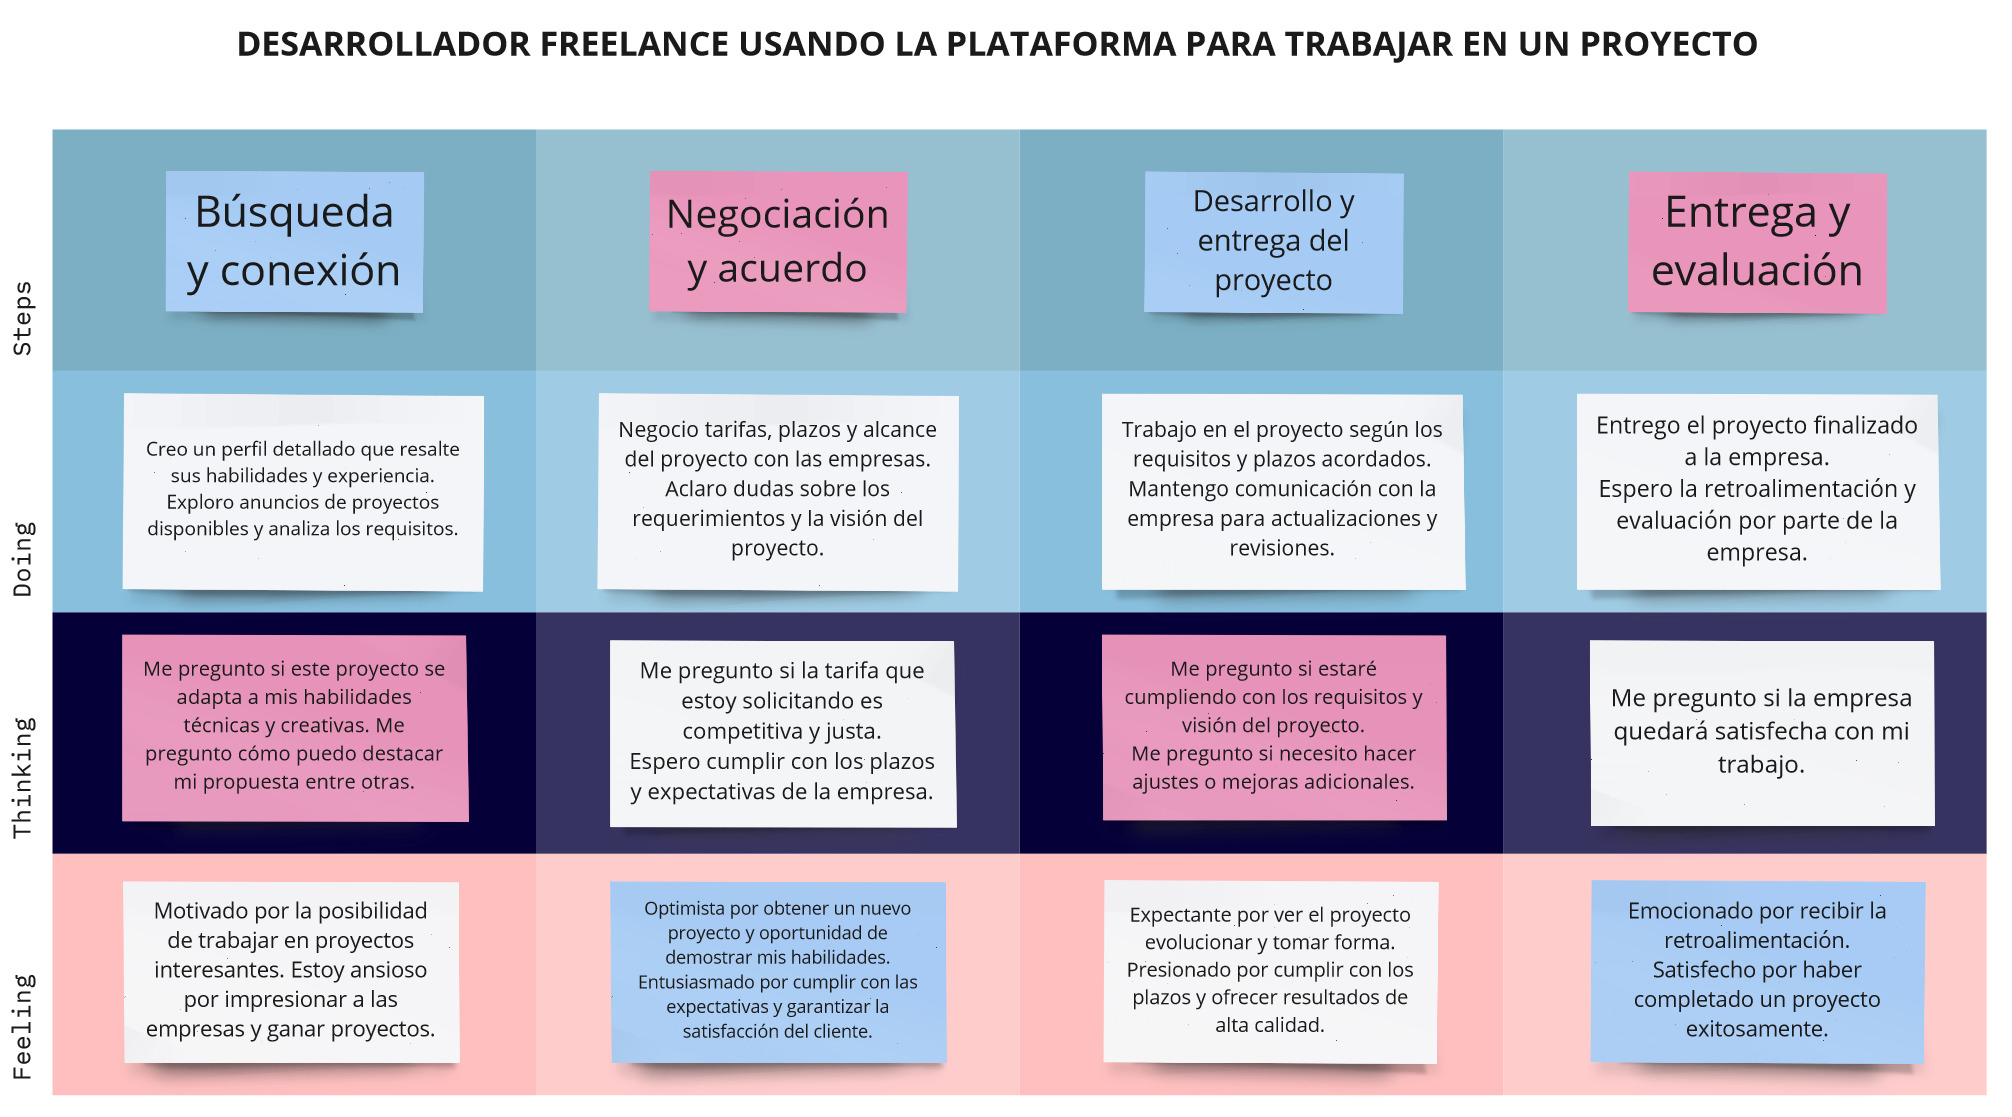 DESARROLLADOR FREELANCE USANDO LA PLATAFORMA PARA TRABAJAR EN UN PROYECTO
Steps
Búsqueda
y conexión
Negociación
y acuerdo
Desarrollo y
entrega del
proyecto
Entrega y
evaluación
Doing
Creo un perfil detallado que resalte
sus habilidades y experiencia.
Exploro anuncios de proyectos
disponibles y analiza los requisitos.
Negocio tarifas, plazos y alcance
del proyecto con las empresas.
Aclaro dudas sobre los
requerimientos y la visión del
proyecto.
Trabajo en el proyecto según los
requisitos y plazos acordados.
Mantengo comunicación con la
empresa para actualizaciones y
revisiones.
Entrego el proyecto finalizado
a la empresa.
Espero la retroalimentación y
evaluación por parte de la
empresa.
Thinking
Me pregunto si este proyecto se
adapta a mis habilidades
técnicas y creativas. Me
pregunto cómo puedo destacar
mi propuesta entre otras.
Me pregunto si la tarifa que
estoy solicitando es
competitiva y justa.
Espero cumplir con los plazos
y expectativas de la empresa.
Me pregunto si estaré
cumpliendo con los requisitos y
visión del proyecto.
Me pregunto si necesito hacer
ajustes o mejoras adicionales.
Me pregunto si la empresa
quedará satisfecha con mi
trabajo.
Feeling
Motivado por la posibilidad
de trabajar en proyectos
interesantes. Estoy ansioso
por impresionar a las
empresas y ganar proyectos.
Optimista por obtener un nuevo
proyecto y oportunidad de
demostrar mis habilidades.
Entusiasmado por cumplir con las
expectativas y garantizar la
satisfacción del cliente.
Expectante por ver el proyecto
evolucionar y tomar forma.
Presionado por cumplir con los
plazos y ofrecer resultados de
alta calidad.
Emocionado por recibir la
retroalimentación.
Satisfecho por haber
completado un proyecto
exitosamente.